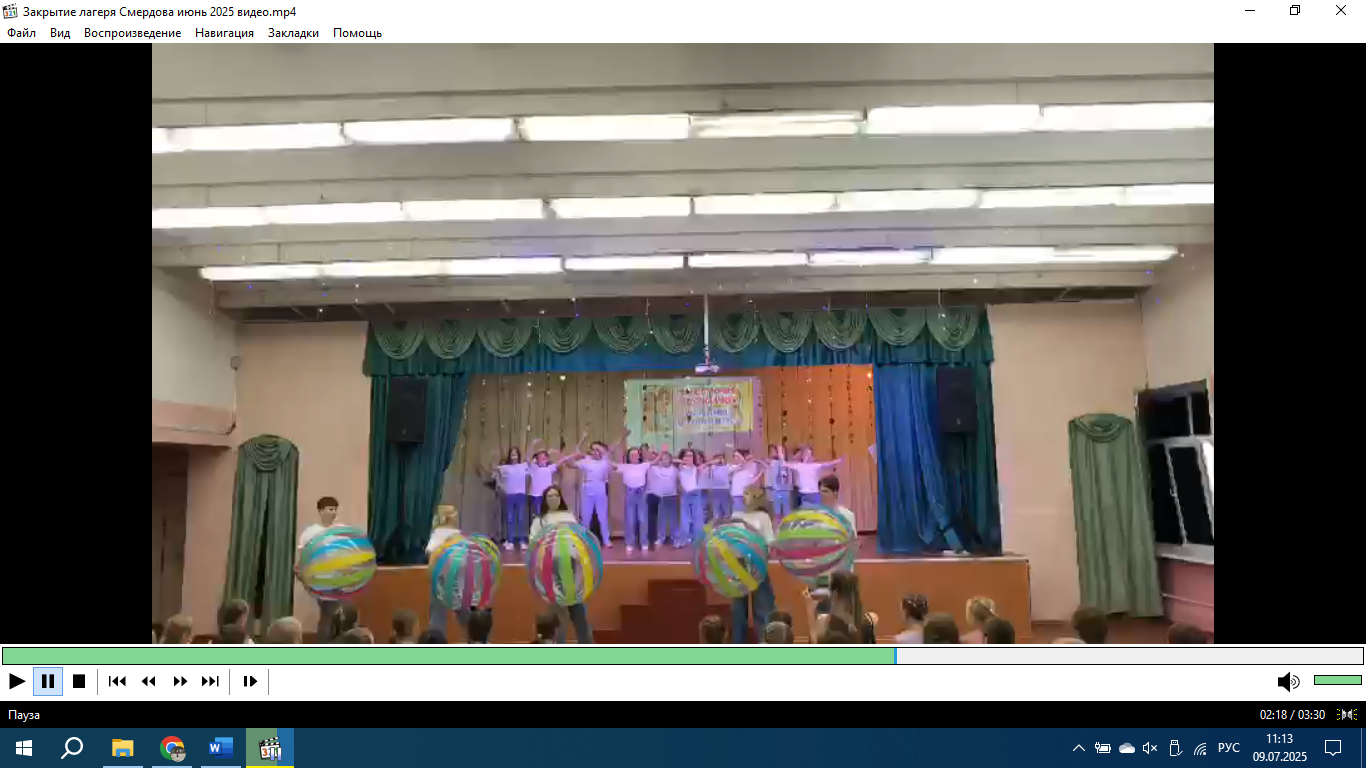 Закрытие лагеря Смердова июнь 2025 видео.mp4
Файл Вид Воспроизведение Навигация Закладки Помощь
Пауза
02:18 / 03:30
РУС
11:13
09.07.2025